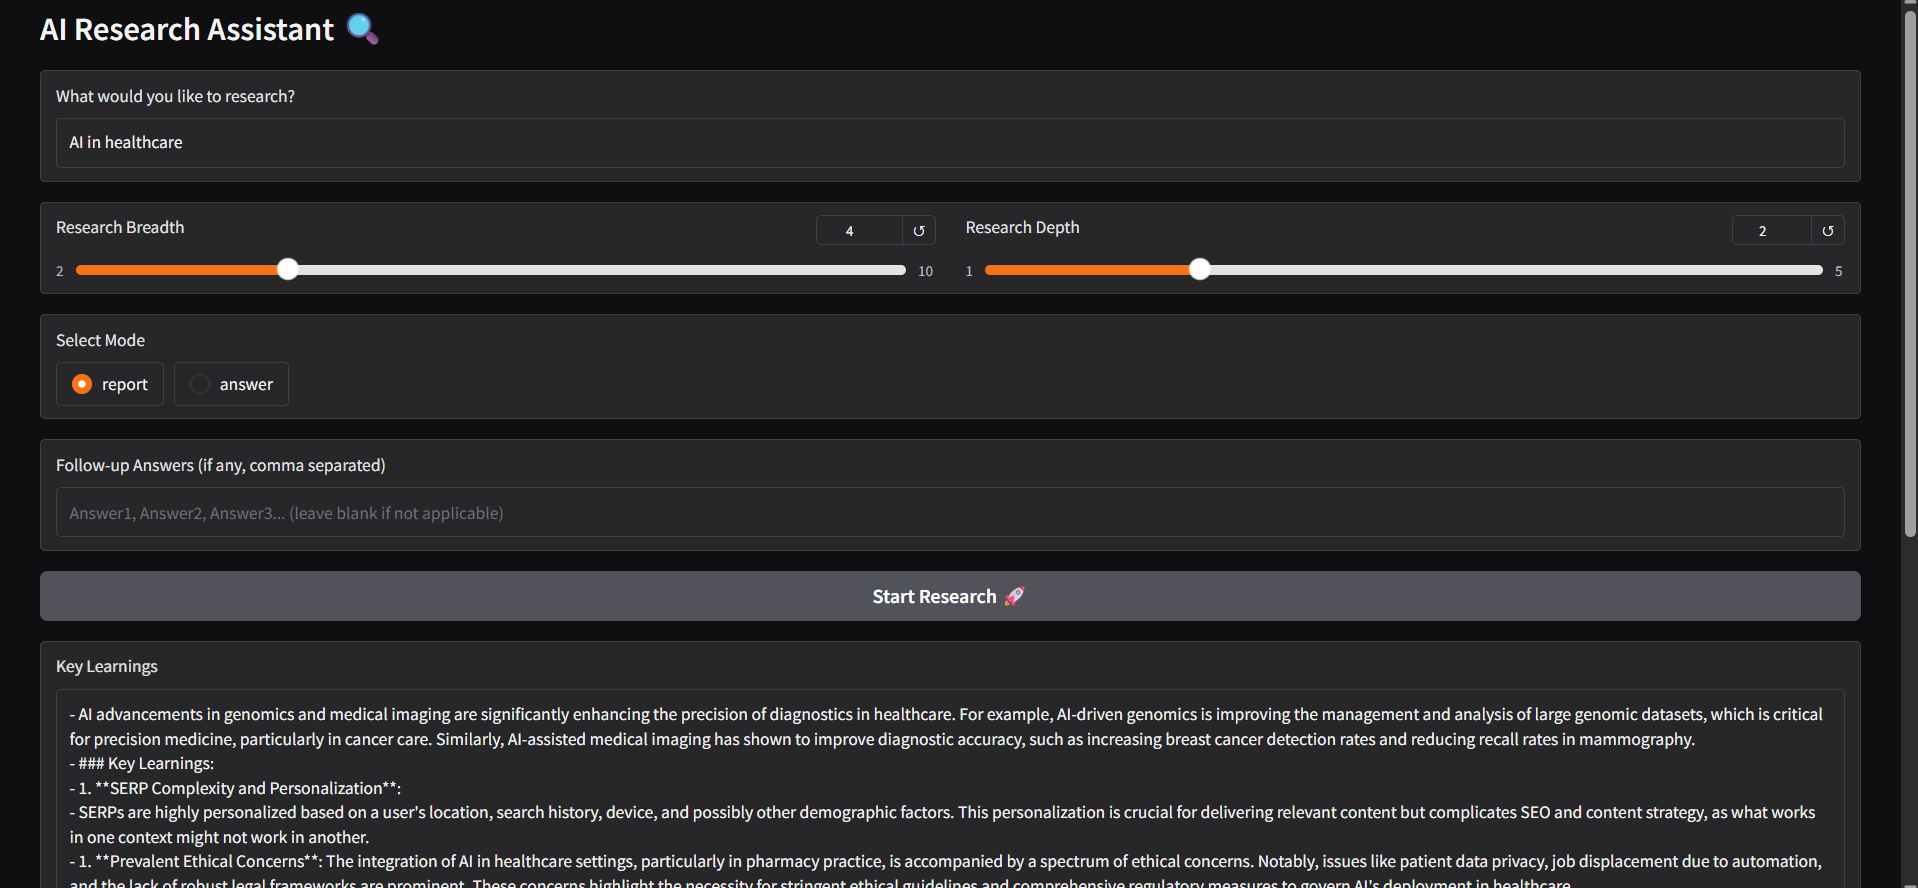 AI Research Assistant 🔍
What would you like to research?
AI in healthcare
Research Breadth
4
↺
2
10
Research Depth
2
↺
1
5
Select Mode
report
answer
Follow-up Answers (if any, comma separated)
Answer1, Answer2, Answer3... (leave blank if not applicable)
Start Research 🚀
Key Learnings
- AI advancements in genomics and medical imaging are significantly enhancing the precision of diagnostics in healthcare. For example, AI-driven genomics is improving the management and analysis of large genomic datasets, which is critical
for precision medicine, particularly in cancer care. Similarly, AI-assisted medical imaging has shown to improve diagnostic accuracy, such as increasing breast cancer detection rates and reducing recall rates in mammography.
- ### Key Learnings:
- 1. **SERP Complexity and Personalization**:
- SERPs are highly personalized based on a user's location, search history, device, and possibly other demographic factors. This personalization is crucial for delivering relevant content but complicates SEO and content strategy, as what works
in one context might not work in another.
- 1. **Prevalent Ethical Concerns**: The integration of AI in healthcare settings, particularly in pharmacy practice, is accompanied by a spectrum of ethical concerns. Notably, issues like patient data privacy, job displacement due to automation,
and the lack of robust legal frameworks are prominent. These concerns highlight the necessity for stringent ethical guidelines and comprehensive regulatory measures to govern AI's deployment in healthcare.